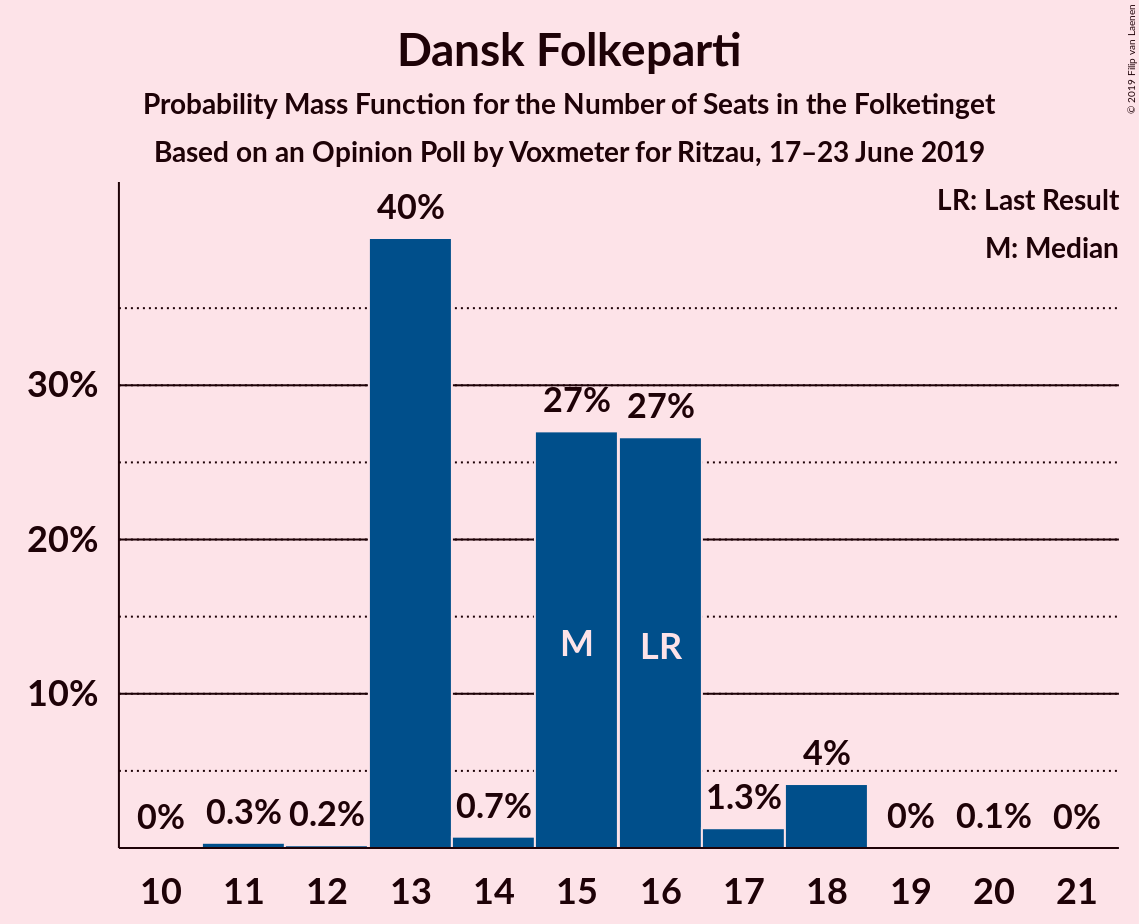 Dansk Folkeparti
Probability Mass Function for the Number of Seats in the Folketinget
Based on an Opinion Poll by Voxmeter for Ritzau, 17–23 June 2019
© 2019 Filip van Laenen
LR: Last Result
M: Median
40%
30%
27%
27%
20%
M
LR
10%
4%
0%
0.3%
0.2%
0.7%
1.3%
0%
0.1%
0%
10 11 12 13 14 15 16 17 18 19 20 21